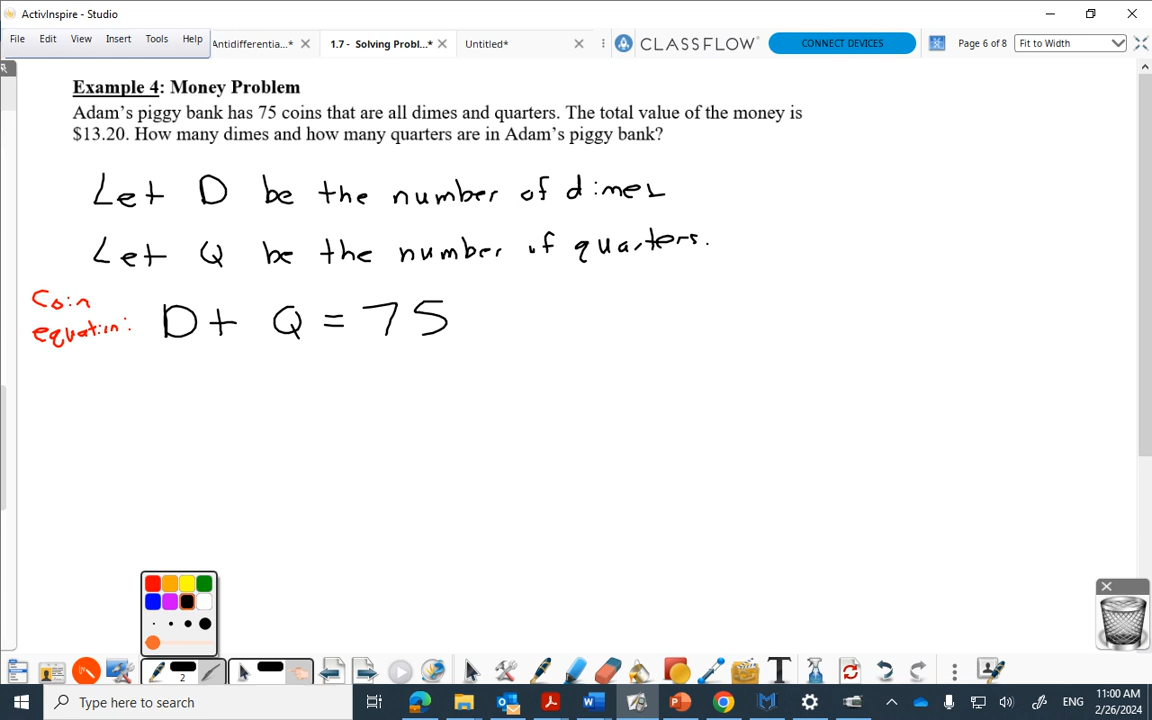 ActivInspire - Studio
File Edit View Insert Tools Help
Antidifferentia...* 1.7 - Solving Probl...* Untitled*
CLASSFLOW CONNECT DEVICES Page 6 of 8 Fit to Width
Example 4: Money Problem
Adam's piggy bank has 75 coins that are all dimes and quarters. The total value of the money is
$13.20. How many dimes and how many quarters are in Adam's piggy bank?
Let D be the number of dimes
Let Q be the number of quarters.
Coin
equation: D + Q = 75
2
T
Type here to search
ENG
11:00 AM
2/26/2024